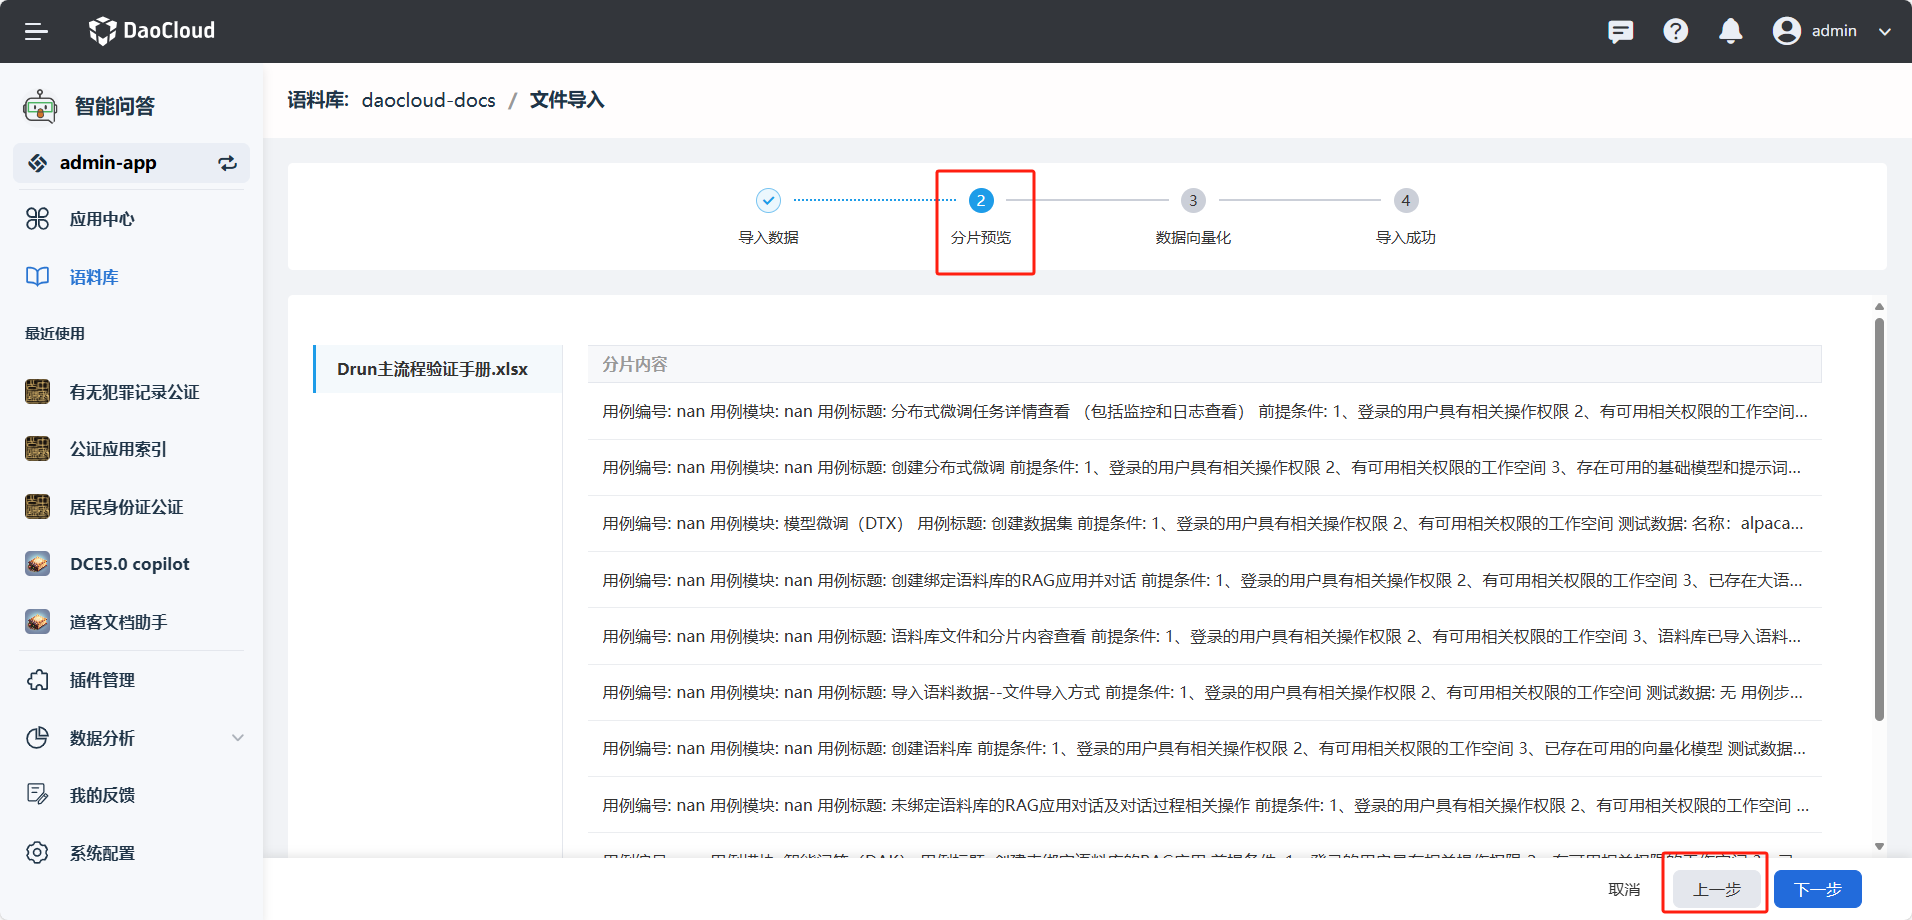 DaoCloud
admin
智能问答
admin-app
应用中心
语料库
最近使用
有无犯罪记录公证
公证应用索引
居民身份证公证
DCE5.0 copilot
道客文档助手
插件管理
数据分析
我的反馈
系统配置
语料库: daocloud-docs / 文件导入
2 3 4
导入数据 分片预览 数据向量化 导入成功
Drun主流程验证手册.xlsx
分片内容
用例编号: nan 用例模块: nan 用例标题: 分布式微调任务详情查看 （包括监控和日志查看） 前提条件: 1、登录的用户具有相关操作权限 2、有可用相关权限的工作空间...
用例编号: nan 用例模块: nan 用例标题: 创建分布式微调 前提条件: 1、登录的用户具有相关操作权限 2、有可用相关权限的工作空间 3、存在可用的基础模型和提示词...
用例编号: nan 用例模块: 模型微调（DTX） 用例标题: 创建数据集 前提条件: 1、登录的用户具有相关操作权限 2、有可用相关权限的工作空间 测试数据: 名称：alpaca...
用例编号: nan 用例模块: nan 用例标题: 创建绑定语料库的RAG应用并对话 前提条件: 1、登录的用户具有相关操作权限 2、有可用相关权限的工作空间 3、已存在大语...
用例编号: nan 用例模块: nan 用例标题: 语料库文件和分片内容查看 前提条件: 1、登录的用户具有相关操作权限 2、有可用相关权限的工作空间 3、语料库已导入语料...
用例编号: nan 用例模块: nan 用例标题: 导入语料数据--文件导入方式 前提条件: 1、登录的用户具有相关操作权限 2、有可用相关权限的工作空间 测试数据: 无 用例步...
用例编号: nan 用例模块: nan 用例标题: 创建语料库 前提条件: 1、登录的用户具有相关操作权限 2、有可用相关权限的工作空间 3、已存在可用的向量化模型 测试数据...
用例编号: nan 用例模块: nan 用例标题: 未绑定语料库的RAG应用对话及对话过程相关操作 前提条件: 1、登录的用户具有相关操作权限 2、有可用相关权限的工作空间 ...
取消 上一步 下一步